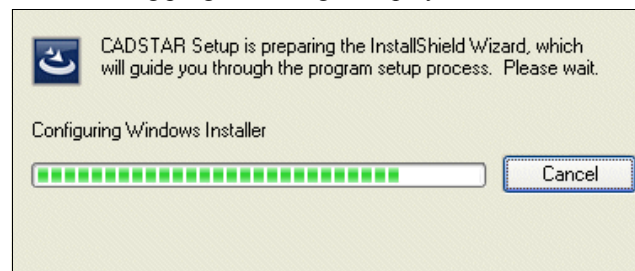 CADSTAR Setup is preparing the InstallShield Wizard, which
will guide you through the program setup process. Please wait.
Configuring Windows Installer
Cancel